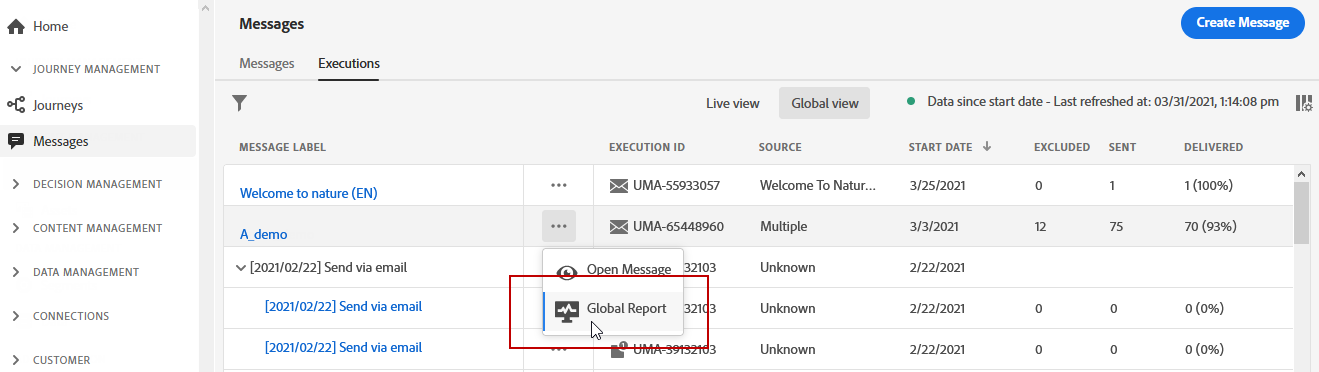 Home
JOURNEY MANAGEMENT
Journeys
Messages
DECISION MANAGEMENT
CONTENT MANAGEMENT
DATA MANAGEMENT
CONNECTIONS
CUSTOMER
Messages
Create Message
Messages Executions
Live view Global view Data since start date - Last refreshed at: 03/31/2021, 1:14:08 pm
MESSAGE LABEL EXECUTION ID SOURCE START DATE EXCLUDED SENT DELIVERED
Welcome to nature (EN) ... UMA-55933057 Welcome To Natur... 3/25/2021 0 1 1 (100%)
A_demo ... UMA-65448960 Multiple 3/3/2021 12 75 70 (93%)
[2021/02/22] Send via email Open Message 32103 Unknown 2/22/2021
[2021/02/22] Send via email Global Report 32103 Unknown 2/22/2021 0 0 0 (0%)
[2021/02/22] Send via email ... UMA-39132103 Unknown 2/22/2021 0 0 0 (0%)